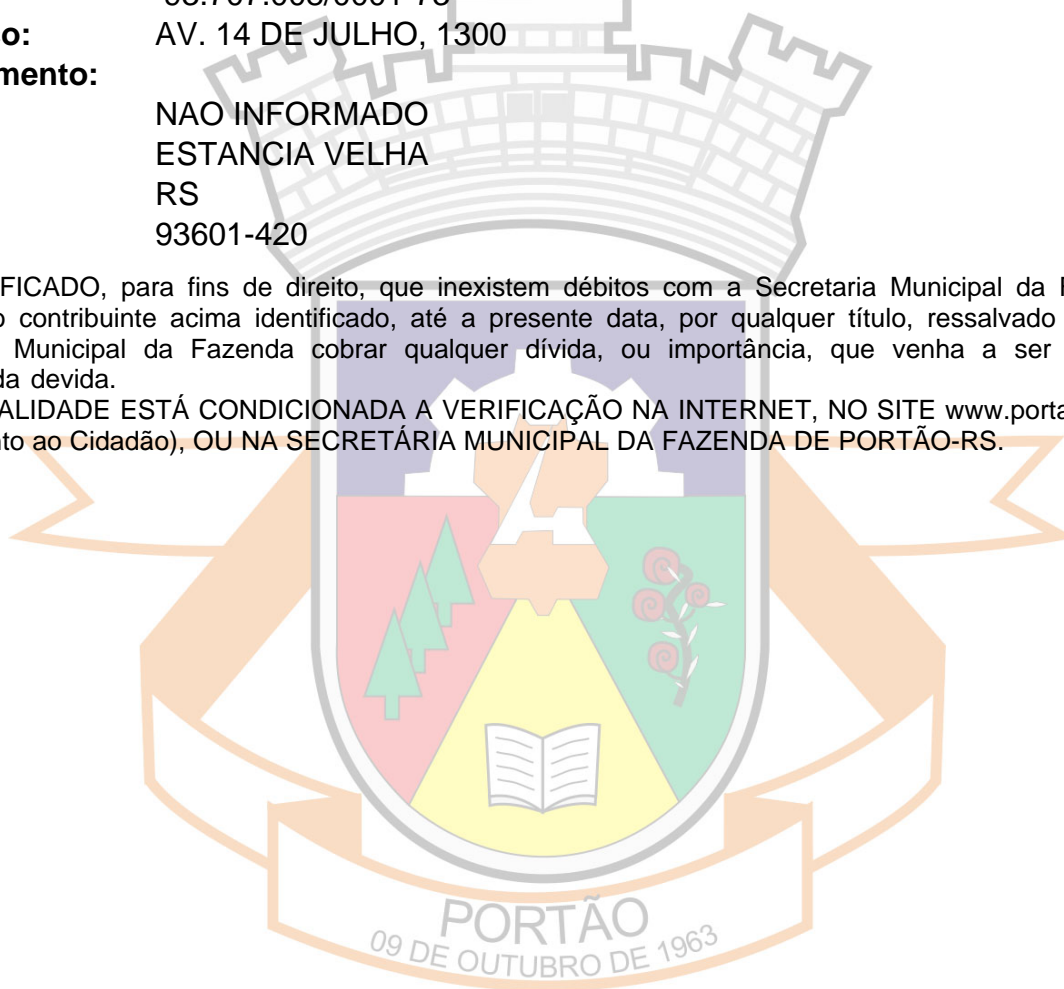 o: AV. 14 DE JULHO, 1300
mento:
NAO INFORMADO
ESTANCIA VELHA
RS
93601-420
FICADO, para fins de direito, que inexistem débitos com a Secretaria Municipal da
o contribuinte acima identificado, até a presente data, por qualquer título, ressalvado
Municipal da Fazenda cobrar qualquer dívida, ou importância, que venha a ser
da devida.
ALIDADE ESTÁ CONDICIONADA A VERIFICAÇÃO NA INTERNET, NO SITE www.porta
nto ao Cidadão), OU NA SECRETÁRIA MUNICIPAL DA FAZENDA DE PORTÃO-RS.
PORTÃO
09 DE OUTUBRO DE 1963